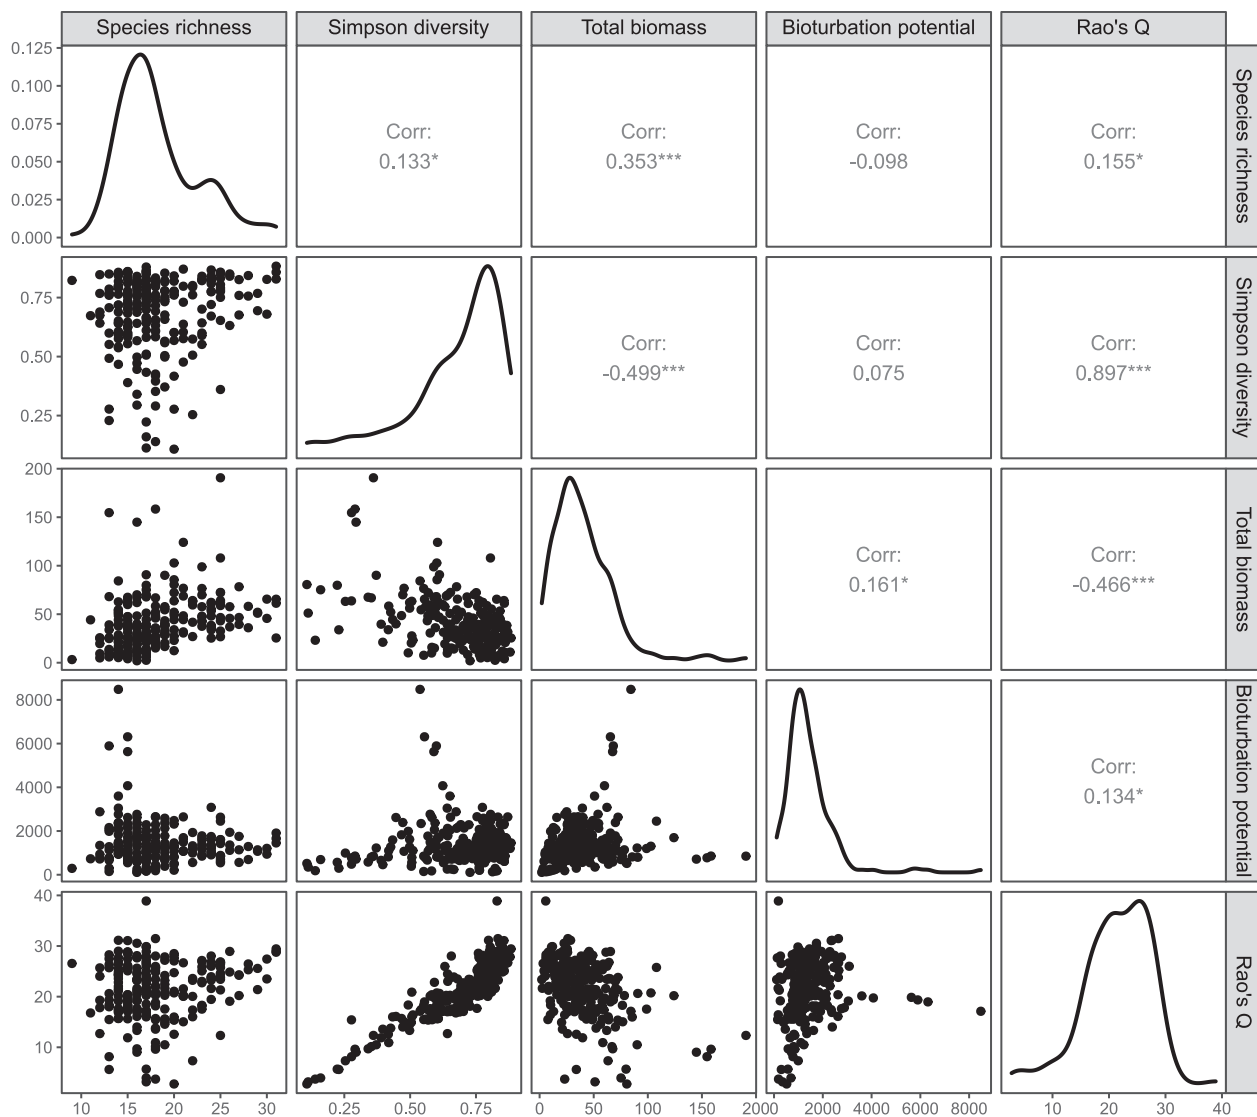 Species richness
Simpson diversity
Total biomass
Bioturbation potential
Rao's Q
0.125
0.100
0.075
0.050
0.025
0.000
Corr:
0.133*
Corr:
0.353***
Corr:
-0.098
Corr:
0.155*
Species richness
0.75
0.50
0.25
Corr:
-0.499***
Corr:
0.075
Corr:
0.897***
Simpson diversity
200
150
100
50
0
Corr:
0.161*
Corr:
-0.466***
Total biomass
8000
6000
4000
2000
0
Corr:
0.134*
Bioturbation potential
40
30
20
10
Rao's Q
10 15 20 25 30
0.25 0.50 0.75
0 50 100 150 200
0 2000 4000 6000 8000
0 10 20 30 40